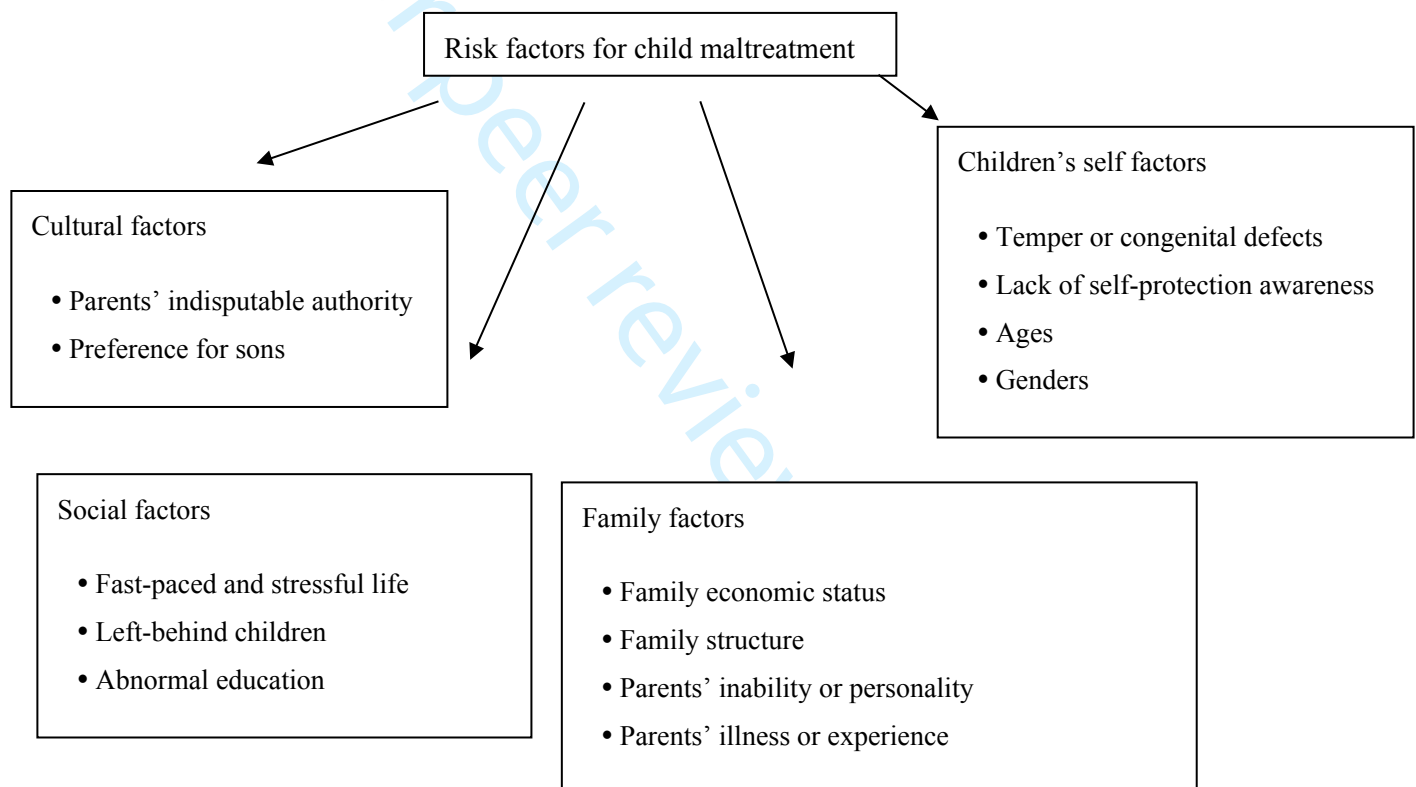 Risk factors for child maltreatment
Cultural factors
• Parents’ indisputable authority
• Preference for sons
Children’s self factors
• Temper or congenital defects
• Lack of self-protection awareness
• Ages
• Genders
Social factors
• Fast-paced and stressful life
• Left-behind children
• Abnormal education
Family factors
• Family economic status
• Family structure
• Parents’ inability or personality
• Parents’ illness or experience
peer review